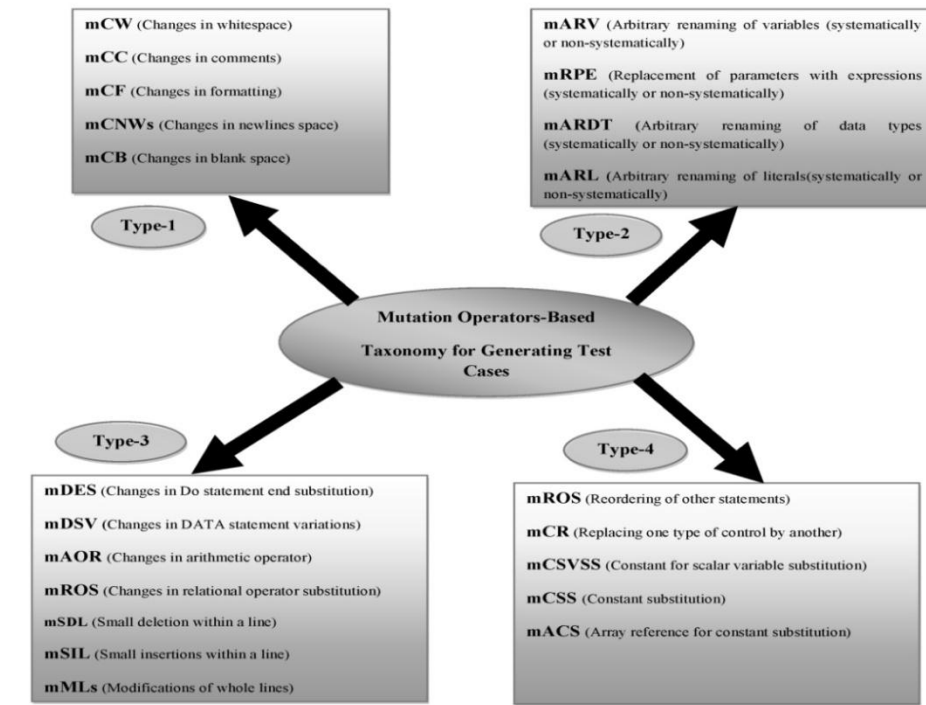 mCW (Changes in whitespace)
mCC (Changes in comments)
mCF (Changes in formatting)
mCNWs (Changes in newlines space)
mCB (Changes in blank space)
Type-1
mARV (Arbitrary renaming of variables (systematically
or non-systematically)
mRPE (Replacement of parameters with expressions
(systematically or non-systematically)
mARDT (Arbitrary renaming of data types
(systematically or non-systematically)
mARL (Arbitrary renaming of literals(systematically or
non-systematically)
Type-2
Mutation Operators-Based
Taxonomy for Generating Test
Cases
Type-3
mDES (Changes in Do statement end substitution)
mDSV (Changes in DATA statement variations)
mAOR (Changes in arithmetic operator)
mROS (Changes in relational operator substitution)
mSDL (Small deletion within a line)
mSIL (Small insertions within a line)
mMLs (Modifications of whole lines)
Type-4
mROS (Reordering of other statements)
mCR (Replacing one type of control by another)
mCSVSS (Constant for scalar variable substitution)
mCSS (Constant substitution)
mACS (Array reference for constant substitution)